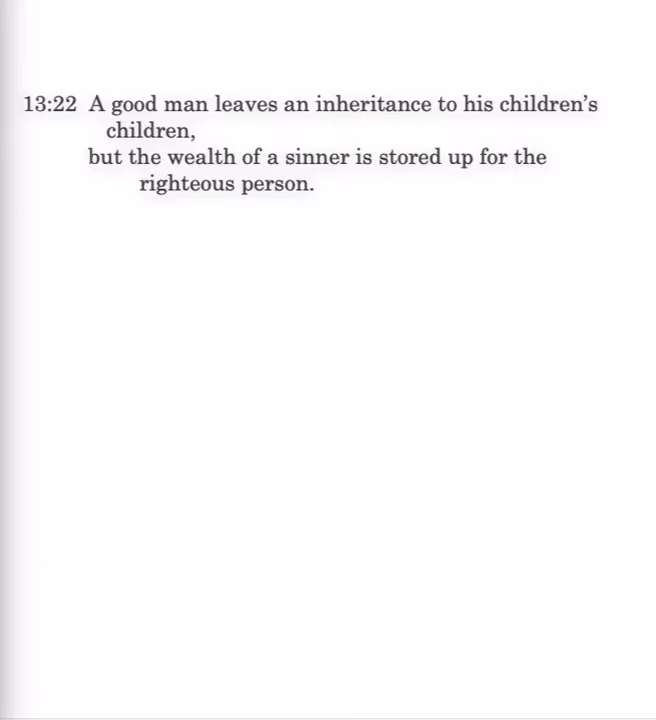 13:22 A good man leaves an inheritance to his children’s
children,
but the wealth of a sinner is stored up for the
righteous person.